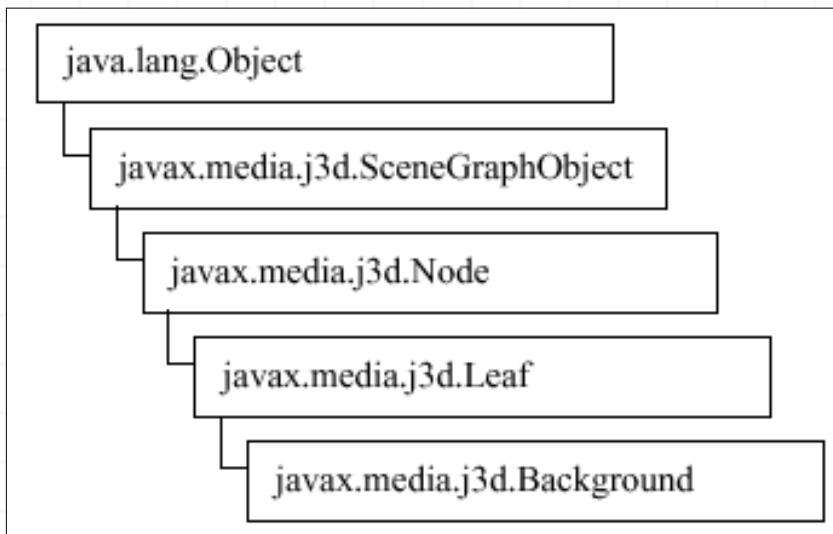 java.lang.Object
javax.media.j3d.SceneGraphObject
javax.media.j3d.Node
javax.media.j3d.Leaf
javax.media.j3d.Background